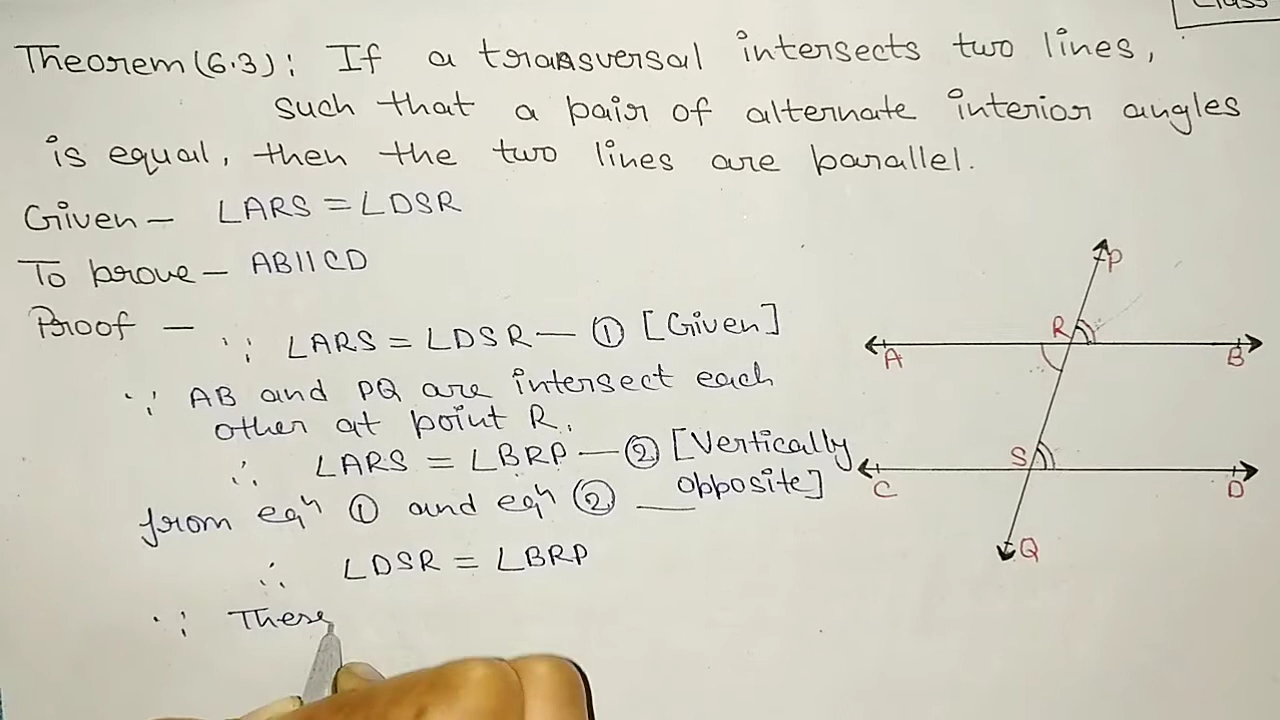 Class
Theorem (6.3): If a transversal intersects two lines,
such that a pair of alternate interior angles
is equal, then the two lines are parallel.
Given — ∠ARS = ∠DSR
To prove — AB || CD
Proof —
∵ ∠ARS = ∠DSR — ① [Given]
∵ AB and PQ are intersect each
other at point R.
∴ ∠ARS = ∠BRP — ② [Vertically
opposite]
from eqⁿ ① and eqⁿ ② —
∴ ∠DSR = ∠BRP
∵ These
P
R
A
B
S
C
D
Q